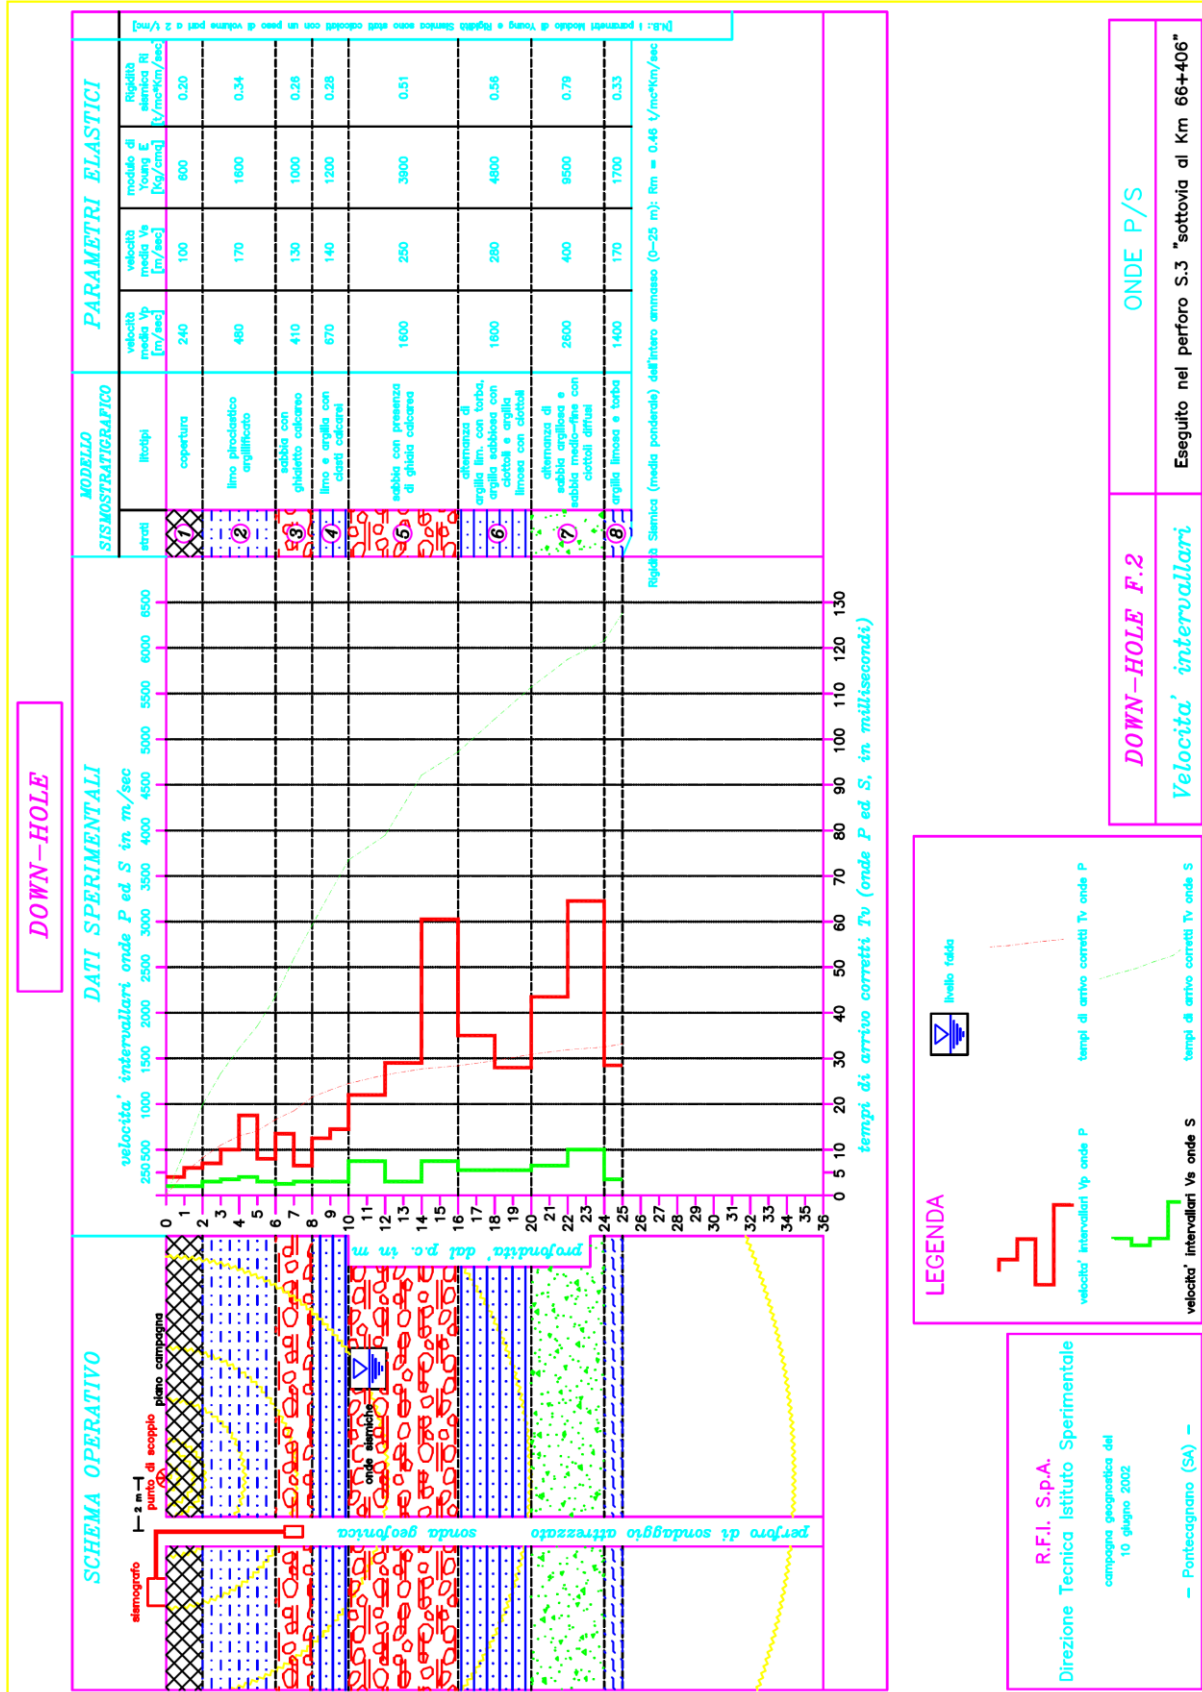 DOWN-HOLE
SCHEMA OPERATIVO
DATI SPERIMENTALI
velocita' intervallari onde P ed S in m/sec
MODELLO
SISMOSTRATIGRAFICO
PARAMETRI ELASTICI
strati
litotipi
velocità
media Vp
[m/sec]
velocità
media Vs
[m/sec]
modulo di
Young E
[Kg/cmq]
Rigidità
sismica Ri
[t/mc*Km/sec]
sismografo
2 m
punto di scoppio
piano campagna
250 500 1000 1500 2000 2500 3000 3500 4000 4500 5000 5500 6000 6500
1 copertura 240 100 600 0.20
2 limo piroclastico
argillificato 480 170 1600 0.34
3 sabbia con
ghiaietto calcareo 410 130 1000 0.26
4 limo e argilla con
clasti calcarei 670 140 1200 0.28
5 sabbia con presenza
di ghiaia calcarea 1600 250 3900 0.51
6 alternanza di
argilla lim. con torba,
argilla sabbiosa con
ciottoli e argilla
limosa con ciottoli 1600 280 4800 0.56
7 alternanza di
sabbia argillosa e
sabbia medio-fine con
ciottoli diffusi 2600 400 9500 0.79
8 argilla limosa e torba 1400 170 1700 0.33
[N.B.: i parametri Modulo di Young e Rigidità Sismica sono stati calcolati con un peso di volume pari a 2 t/mc]
Rigidità Sismica (media ponderale) dell'intero ammasso (0-25 m): Rm = 0.46 t/mc*Km/sec
onde sismiche
sonda geofonica
perforo di sondaggio attrezzato
profondita' dal p.c. in m
0
1
2
3
4
5
6
7
8
9
10
11
12
13
14
15
16
17
18
19
20
21
22
23
24
25
26
27
28
29
30
31
32
33
34
35
36
0 5 10 20 30 40 50 60 70 80 90 100 110 120 130
tempi di arrivo corretti Tv (onde P ed S, in millisecondi)
R.F.I. S.p.A.
Direzione Tecnica Istituto Sperimentale
campagna geognostica del
10 giugno 2002
- Pontecagnano (SA) -
LEGENDA
livello falda
velocita' intervallari Vp onde P
tempi di arrivo corretti Tv onde P
velocita' intervallari Vs onde S
tempi di arrivo corretti Tv onde S
DOWN-HOLE F.2
ONDE P/S
Velocita' intervallari
Eseguito nel perforo S.3 "sottovia al Km 66+406"